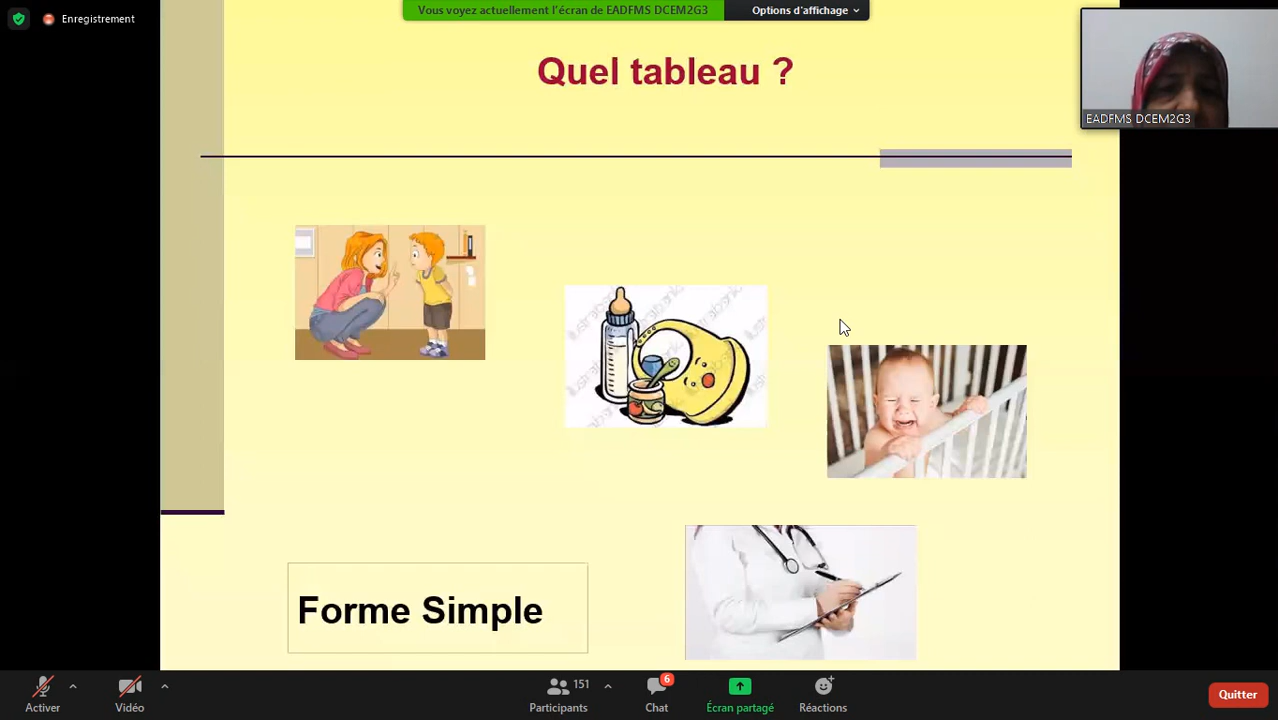 Vous voyez actuellement l'écran de EADFMS DCEM2G3
Options d'affichage
Enregistrement
Quel tableau ?
EADFMS DCEM2G3
Forme Simple
Activer
Vidéo
151
Participants
6
Chat
Écran partagé
Réactions
Quitter